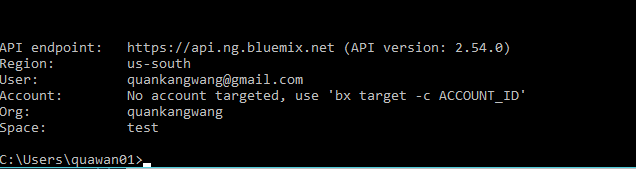 API endpoint:   https://api.ng.bluemix.net (API version: 2.54.0)
Region:         us-south
User:           quankangwang@gmail.com
Account:        No account targeted, use 'bx target -c ACCOUNT_ID'
Org:            quankangwang
Space:          test
C:\Users\quawan01>